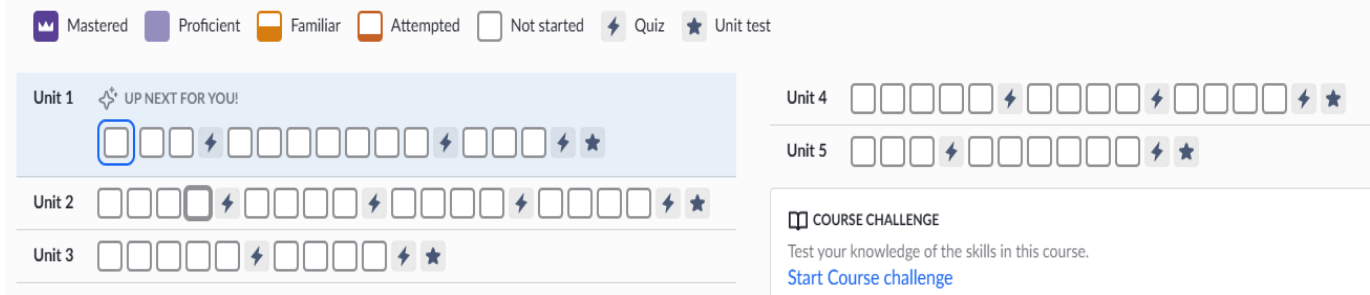 Mastered Proficient Familiar Attempted Not started Quiz Unit test
Unit 1 UP NEXT FOR YOU!
Unit 2
Unit 3
Unit 4
Unit 5
COURSE CHALLENGE
Test your knowledge of the skills in this course.
Start Course challenge